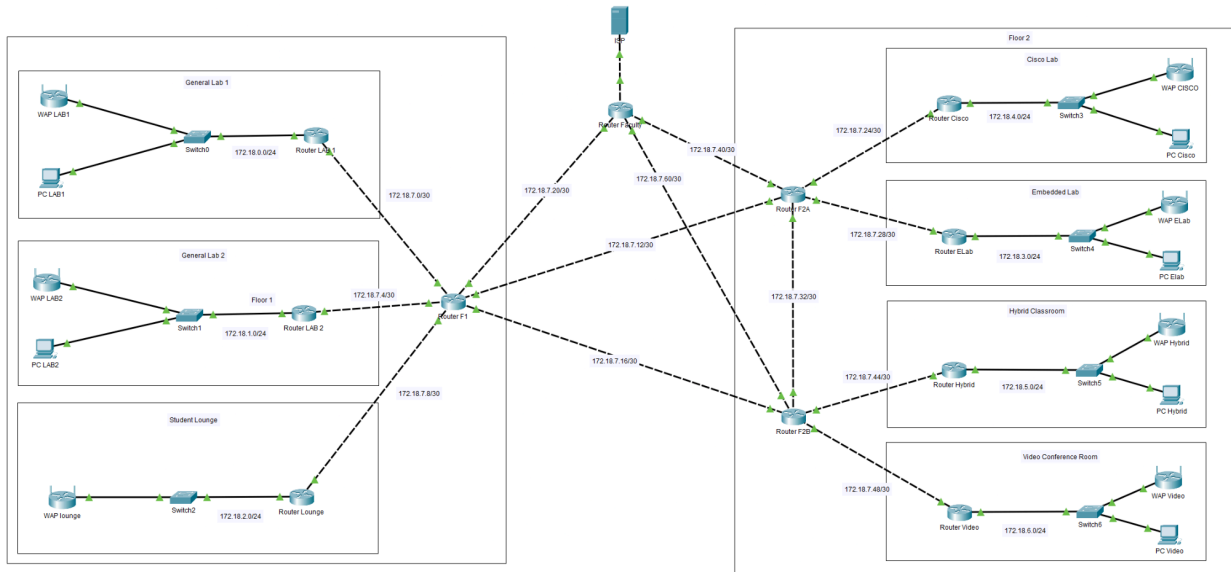 ISP
Floor 2
General Lab 1
WAP LAB1
Switch0
172.18.0.0/24
Router LAB 1
PC LAB1
172.18.7.0/30
General Lab 2
WAP LAB2
Floor 1
Switch1
172.18.1.0/24
Router LAB 2
PC LAB2
172.18.7.4/30
Student Lounge
WAP lounge
Switch2
172.18.2.0/24
Router Lounge
172.18.7.8/30
Router F1
Router Faculty
172.18.7.20/30
172.18.7.40/30
172.18.7.60/30
172.18.7.12/30
172.18.7.16/30
172.18.7.32/30
Router F2A
Router F2B
172.18.7.24/30
172.18.7.28/30
172.18.7.44/30
172.18.7.48/30
Cisco Lab
WAP CISCO
Router Cisco
172.18.4.0/24
Switch3
PC Cisco
Embedded Lab
WAP ELab
Router ELab
172.18.3.0/24
Switch4
PC Elab
Hybrid Classroom
WAP Hybrid
Router Hybrid
172.18.5.0/24
Switch5
PC Hybrid
Video Conference Room
WAP Video
Router Video
172.18.6.0/24
Switch6
PC Video